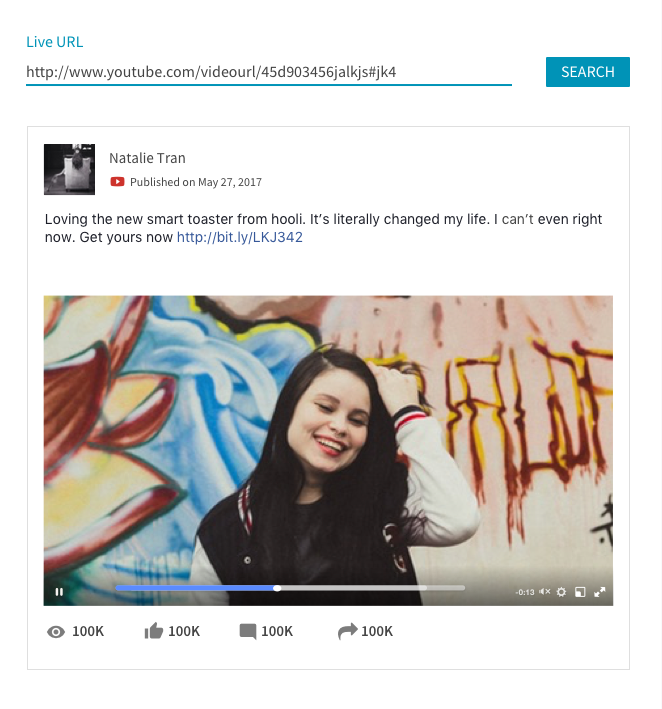 Live URL
http://www.youtube.com/videourl/45d903456jalkjs#jk4
SEARCH
Natalie Tran
Published on May 27, 2017
Loving the new smart toaster from hooli. It’s literally changed my life. I can’t even right
now. Get yours now http://bit.ly/LKJ342
-0:13
100K
100K
100K
100K